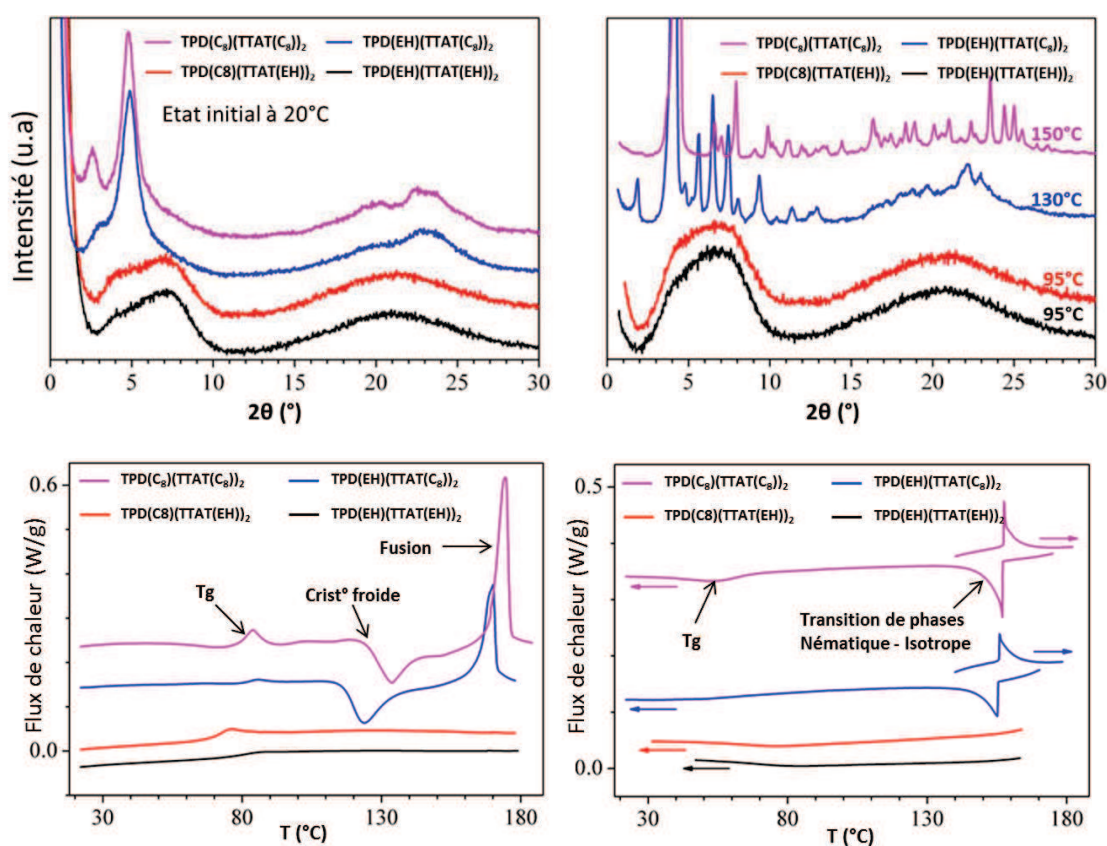 TPD(C₈)(TTAT(C₈))₂ TPD(EH)(TTAT(C₈))₂
TPD(C8)(TTAT(EH))₂ TPD(EH)(TTAT(EH))₂
Etat initial à 20°C
Intensité (u.a)
0 5 10 15 20 25 30
2θ (°)
TPD(C₈)(TTAT(C₈))₂ TPD(EH)(TTAT(C₈))₂
TPD(C8)(TTAT(EH))₂ TPD(EH)(TTAT(EH))₂
150°C
130°C
95°C
95°C
0 5 10 15 20 25 30
2θ (°)
TPD(C₈)(TTAT(C₈))₂ TPD(EH)(TTAT(C₈))₂
TPD(C8)(TTAT(EH))₂ TPD(EH)(TTAT(EH))₂
Fusion
Tg
Crist° froide
Flux de chaleur (W/g)
0.6
0.0
30 80 130 180
T (°C)
TPD(C₈)(TTAT(C₈))₂ TPD(EH)(TTAT(C₈))₂
TPD(C8)(TTAT(EH))₂ TPD(EH)(TTAT(EH))₂
Tg
Transition de phases
Nématique - Isotrope
Flux de chaleur (W/g)
0.5
0.0
30 80 130 180
T (°C)